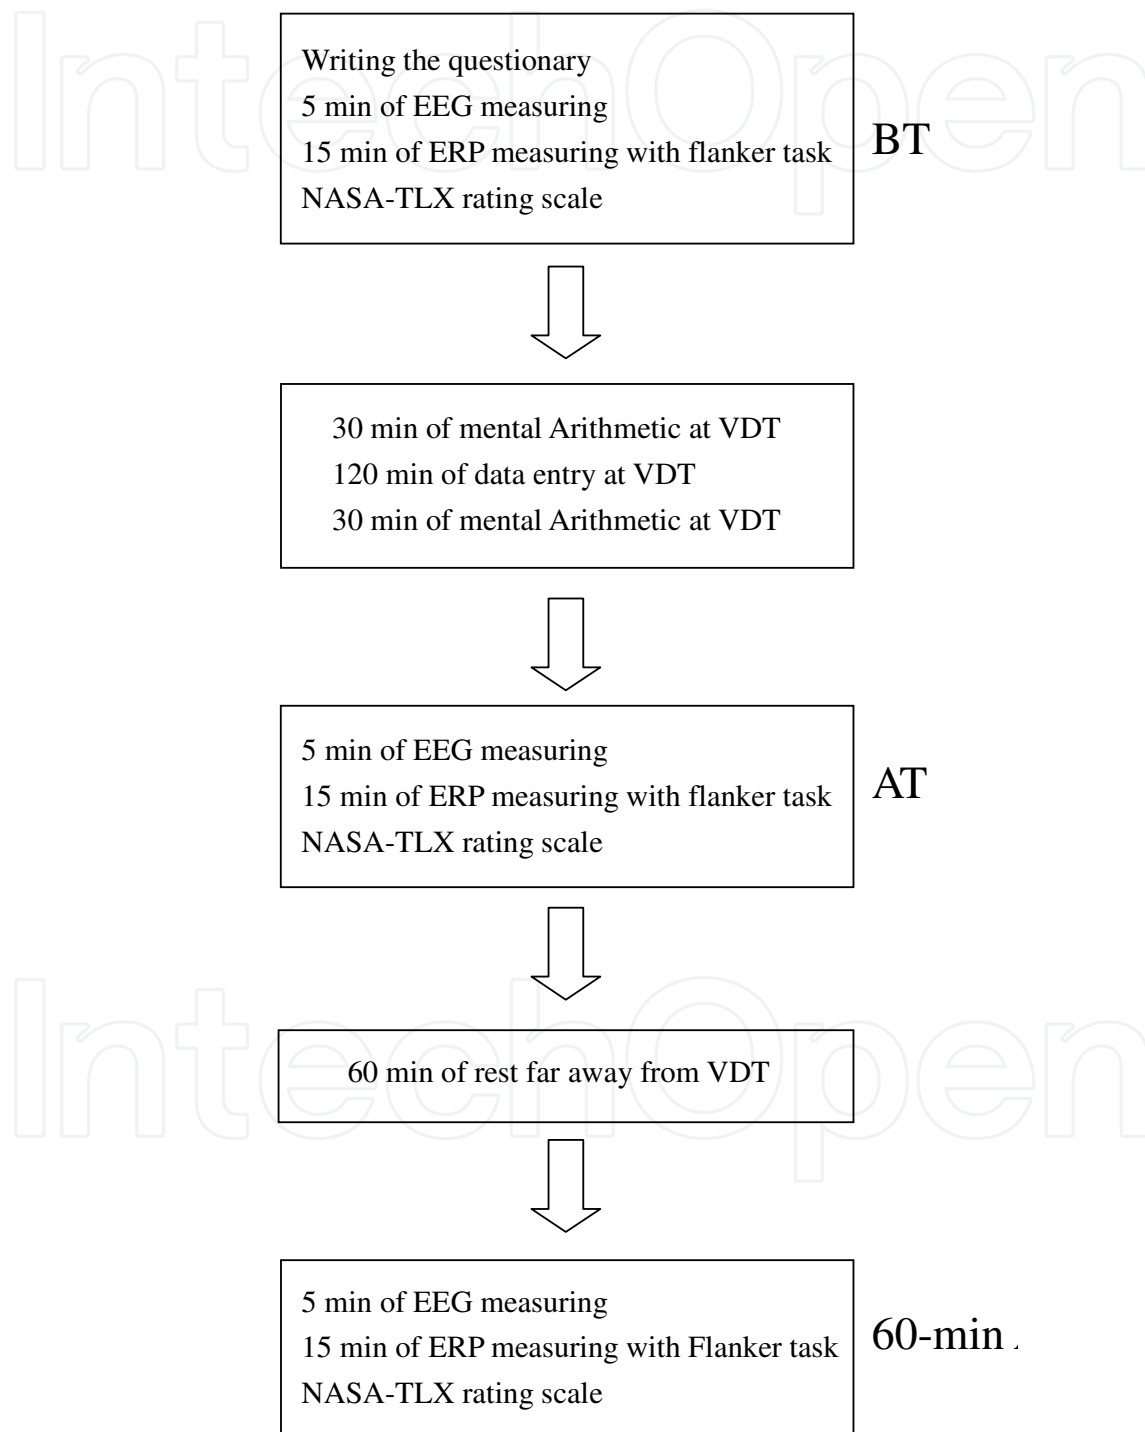 Writing the questionary
5 min of EEG measuring
15 min of ERP measuring with flanker task
NASA-TLX rating scale
BT
30 min of mental Arithmetic at VDT
120 min of data entry at VDT
30 min of mental Arithmetic at VDT
5 min of EEG measuring
15 min of ERP measuring with flanker task
NASA-TLX rating scale
AT
60 min of rest far away from VDT
5 min of EEG measuring
15 min of ERP measuring with Flanker task
NASA-TLX rating scale
60-min
IntechOpen
IntechOpen